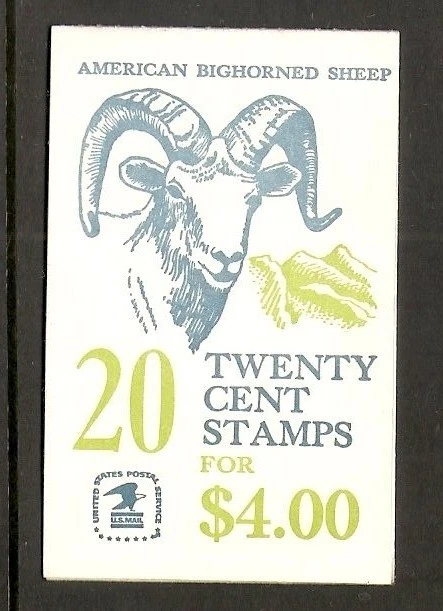 AMERICAN BIGHORNED SHEEP
20 TWENTY
CENT
STAMPS
FOR
$4.00
UNITED STATES POSTAL SERVICE
U.S.MAIL